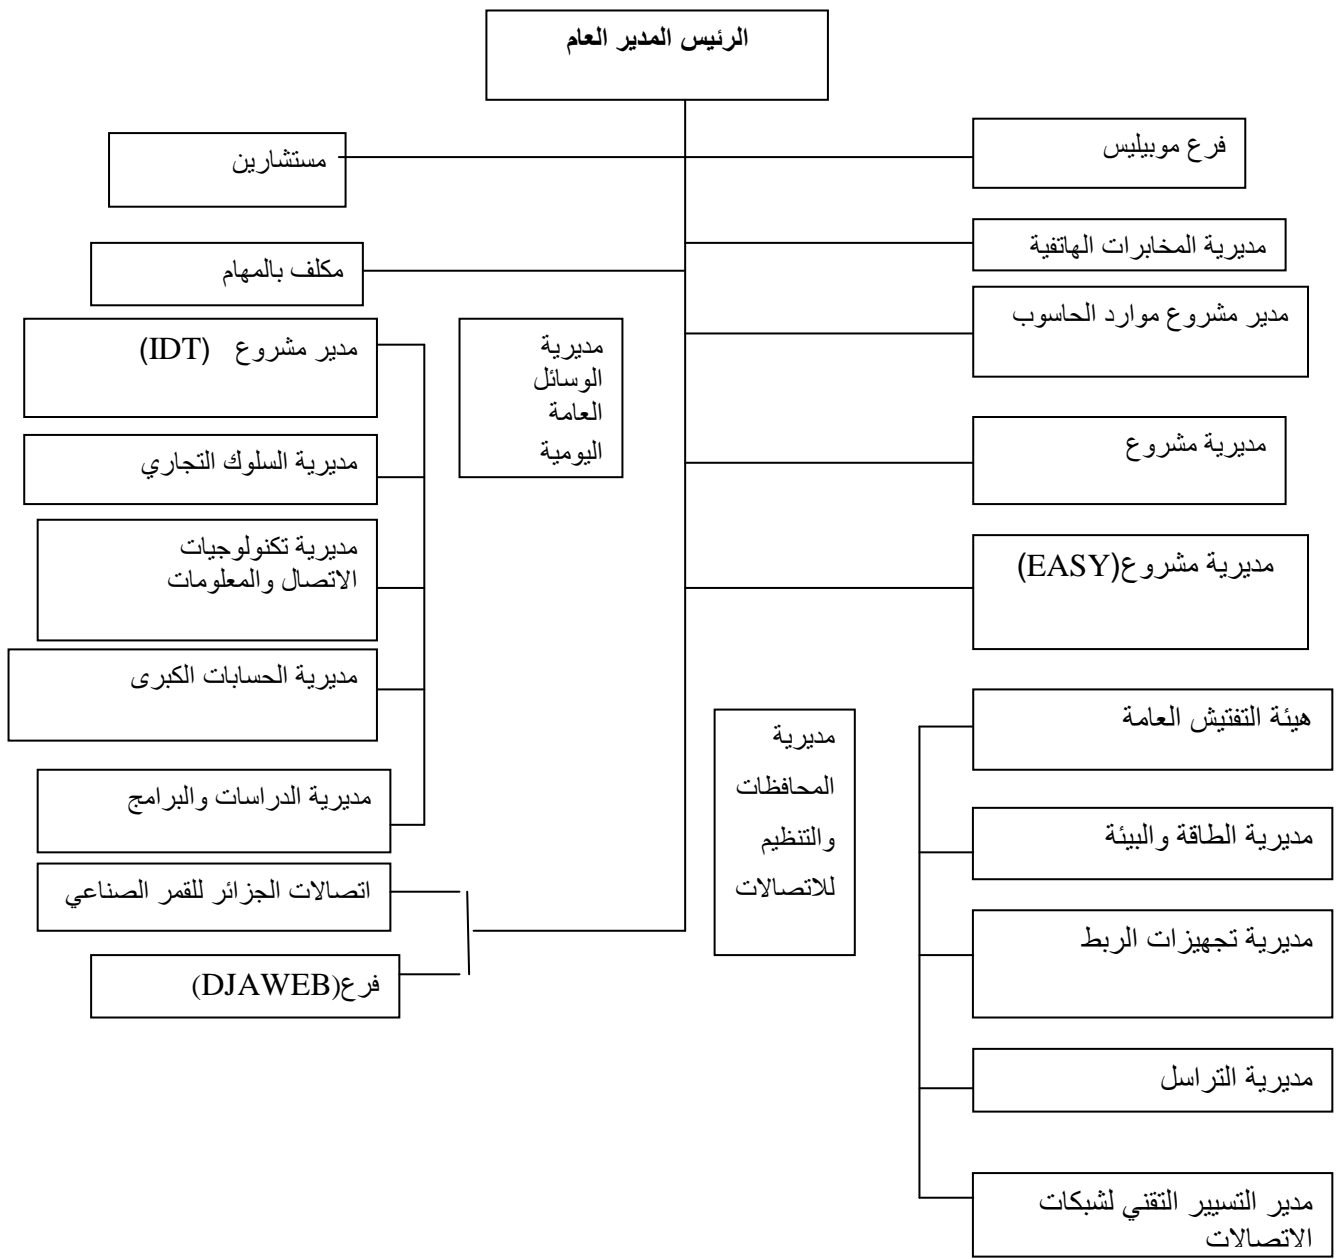 الرئيس المدير العام
فرع موبيليس
مستشارين
مديرية المخابرات الهاتفية
مكلف بالمهام
مدير مشروع موارد الحاسوب
مديرية
الوسائل
العامة
اليومية
مدير مشروع (IDT)
مديرية مشروع
مديرية السلوك التجاري
مديرية مشروع(EASY)
مديرية تكنولوجيات
الاتصال والمعلومات
مديرية الحسابات الكبرى
هيئة التفتيش العامة
مديرية
المحافظات
والتنظيم
للاتصالات
مديرية الدراسات والبرامج
مديرية الطاقة والبيئة
اتصالات الجزائر للقمر الصناعي
مديرية تجهيزات الربط
فرع(DJAWEB)
مديرية التراسل
مدير التسيير التقني لشبكات
الاتصالات